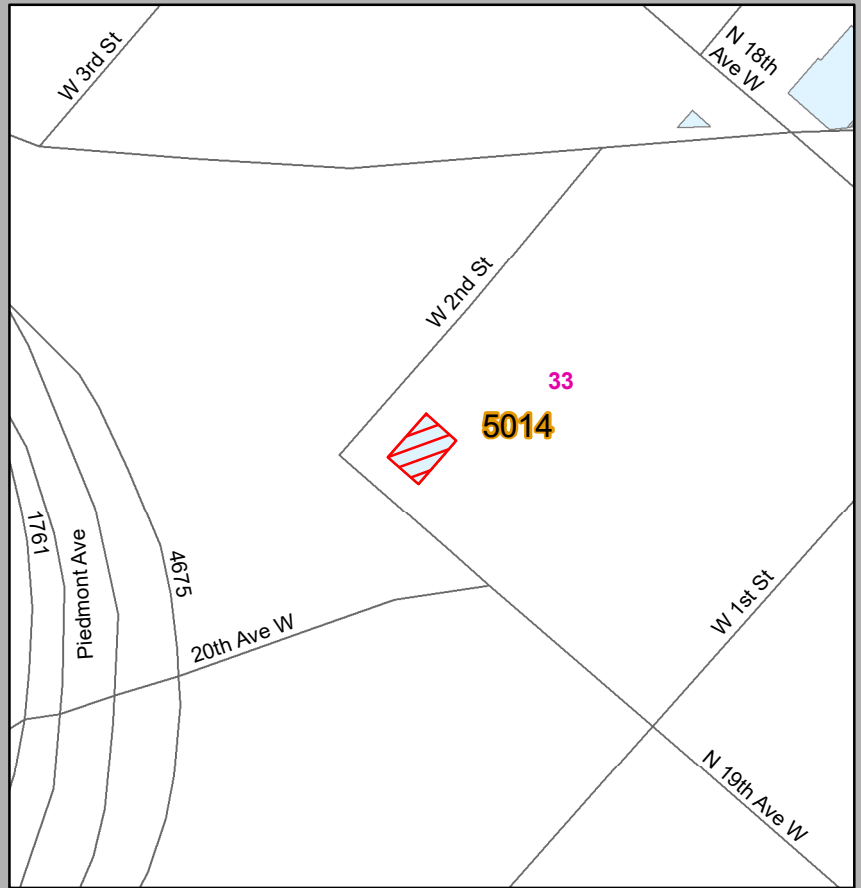 W 3rd St
N 18th
Ave W
W 2nd St
33
5014
1761
Piedmont Ave
4675
20th Ave W
W 1st St
N 19th Ave W